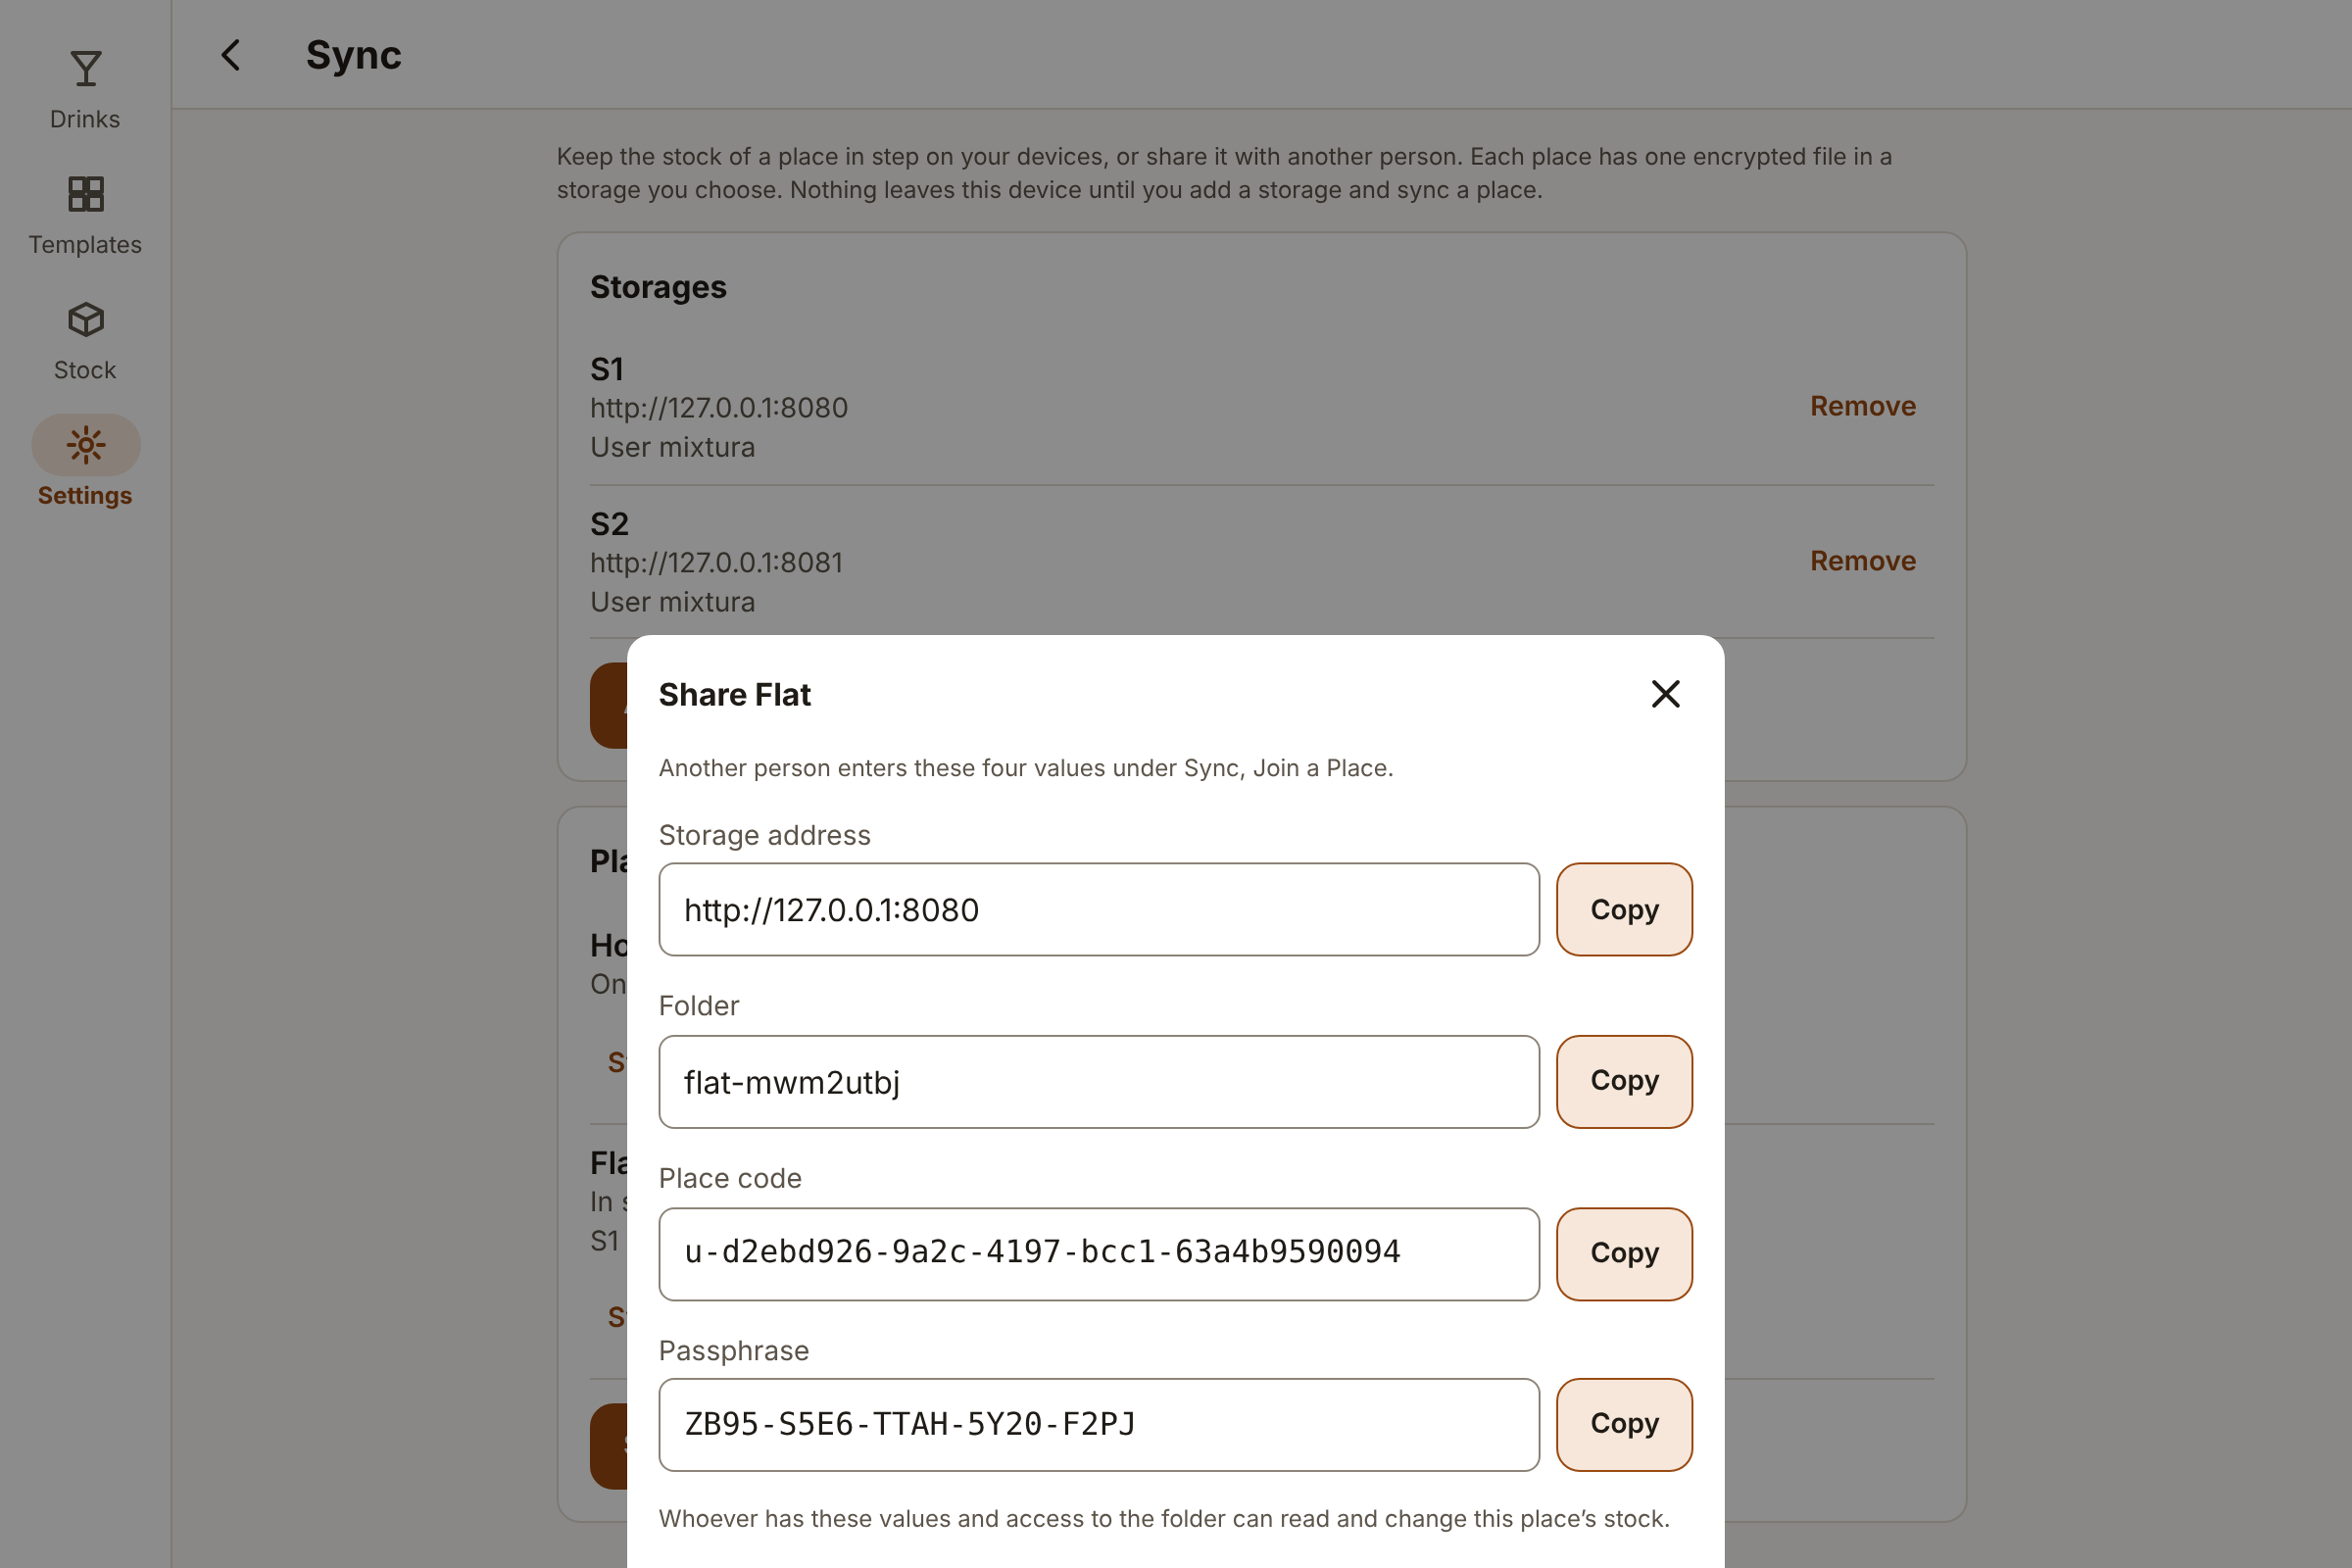 Drinks
Templates
Stock
Settings
Sync
Keep the stock of a place in step on your devices, or share it with another person. Each place has one encrypted file in a
storage you choose. Nothing leaves this device until you add a storage and sync a place.
Storages
S1
http://127.0.0.1:8080
User mixtura
Remove
S2
http://127.0.0.1:8081
User mixtura
Remove
Share Flat
Another person enters these four values under Sync, Join a Place.
Storage address
http://127.0.0.1:8080
Copy
Folder
flat-mwm2utbj
Copy
Place code
u-d2ebd926-9a2c-4197-bcc1-63a4b9590094
Copy
Passphrase
ZB95-S5E6-TTAH-5Y20-F2PJ
Copy
Whoever has these values and access to the folder can read and change this place’s stock.
S1